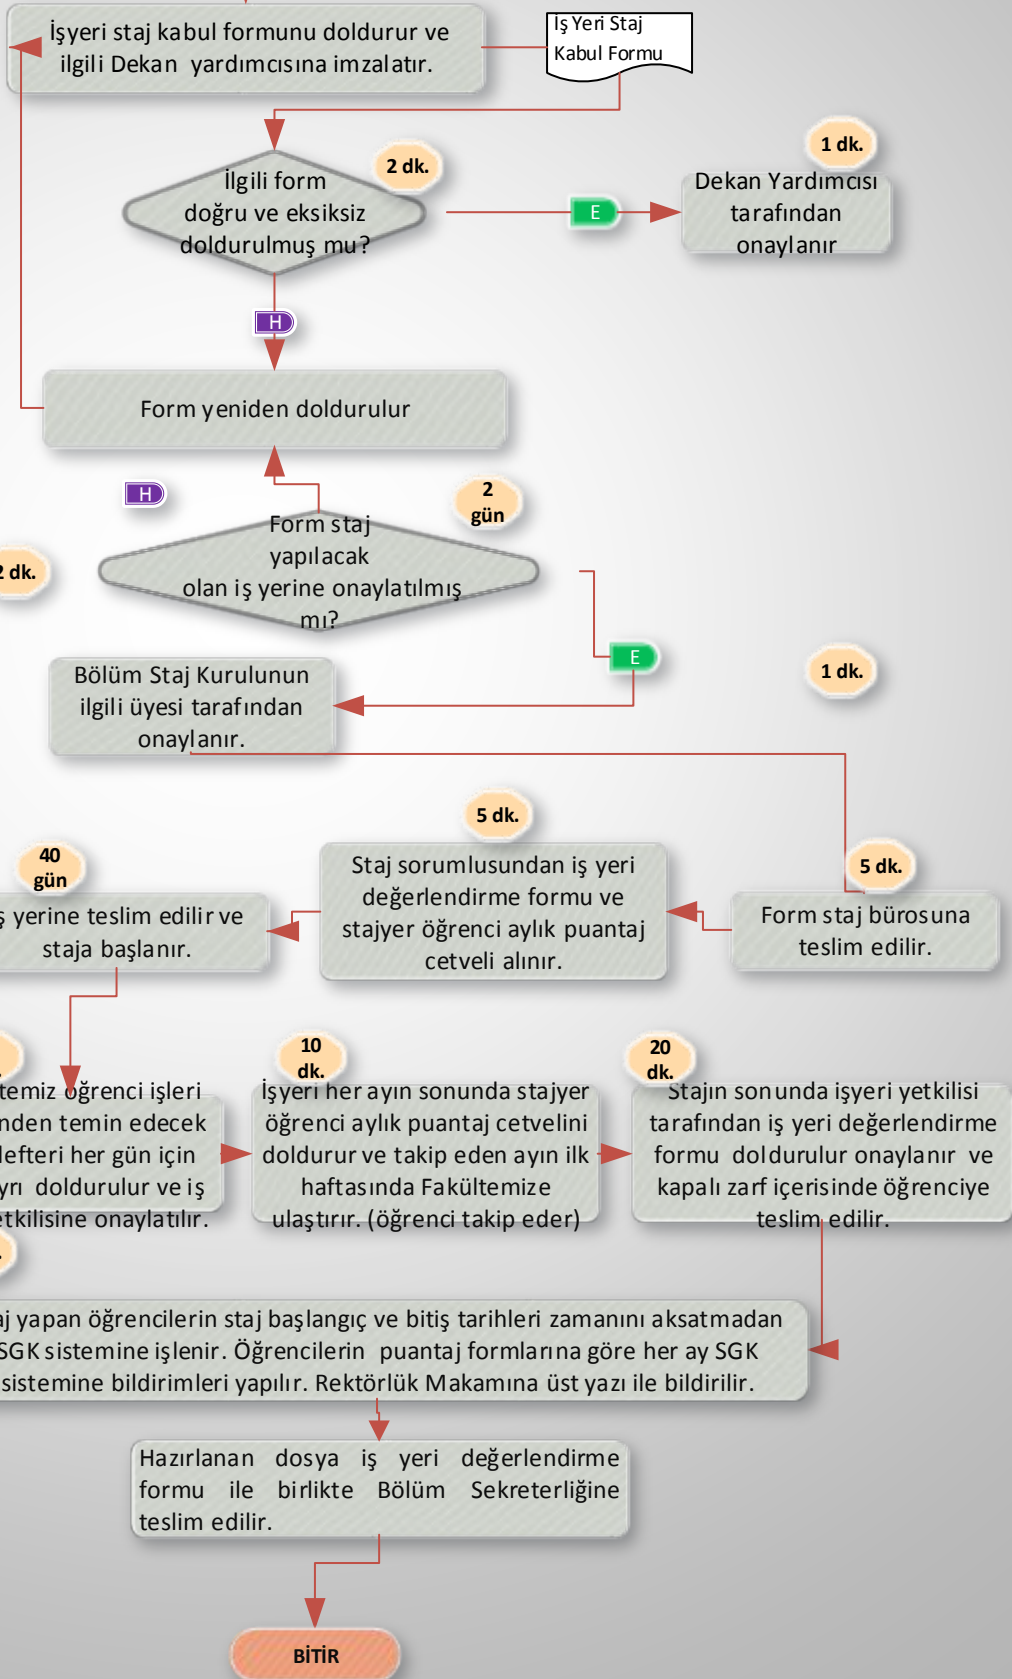 İşyeri staj kabul formunu doldurur ve
ilgili Dekan yardımcısına imzalatır.
İş Yeri Staj
Kabul Formu
2 dk.
İlgili form
doğru ve eksiksiz
doldurulmuş mu?
E
1 dk.
Dekan Yardımcısı
tarafından
onaylanır
H
Form yeniden doldurulur
H
2
gün
Form staj
yapılacak
olan iş yerine onaylatılmış
mı?
dk.
E
1 dk.
Bölüm Staj Kurulunun
ilgili üyesi tarafından
onaylanır.
5 dk.
40
gün
5 dk.
yerine teslim edilir ve
staja başlanır.
Staj sorumlusundan iş yeri
değerlendirme formu ve
stajyer öğrenci aylık puantaj
cetveli alınır.
Form staj bürosuna
teslim edilir.
10
dk.
20
dk.
öğrenci işleri
temin edecek
her gün için
doldurulur ve iş
onaylatılır.
İşyeri her ayın sonunda stajyer
öğrenci aylık puantaj cetvelini
doldurur ve takip eden ayın ilk
haftasında Fakültemize
ulaştırır. (öğrenci takip eder)
Stajın sonunda işyeri yetkilisi
tarafından iş yeri değerlendirme
formu doldurulur onaylanır ve
kapalı zarf içerisinde öğrenciye
teslim edilir.
yapan öğrencilerin staj başlangıç ve bitiş tarihleri zamanını aksatmadan
SGK sistemine işlenir. Öğrencilerin puantaj formlarına göre her ay SGK
sistemine bildirimleri yapılır. Rektörlük Makamına üst yazı ile bildirilir.
Hazırlanan dosya iş yeri değerlendirme
formu ile birlikte Bölüm Sekreterliğine
teslim edilir.
BİTİR